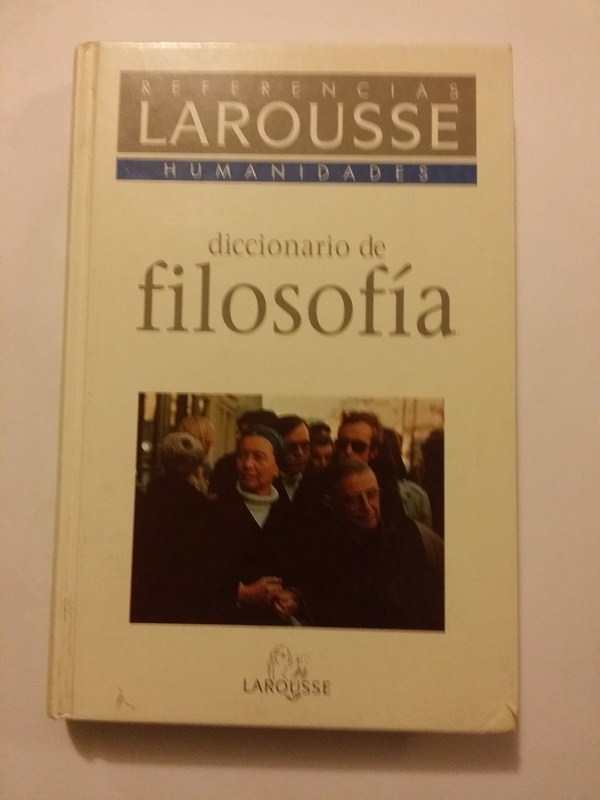 REFERENCIAS
LAROUSSE
HUMANIDADES
diccionario de
filosofía
LAROUSSE